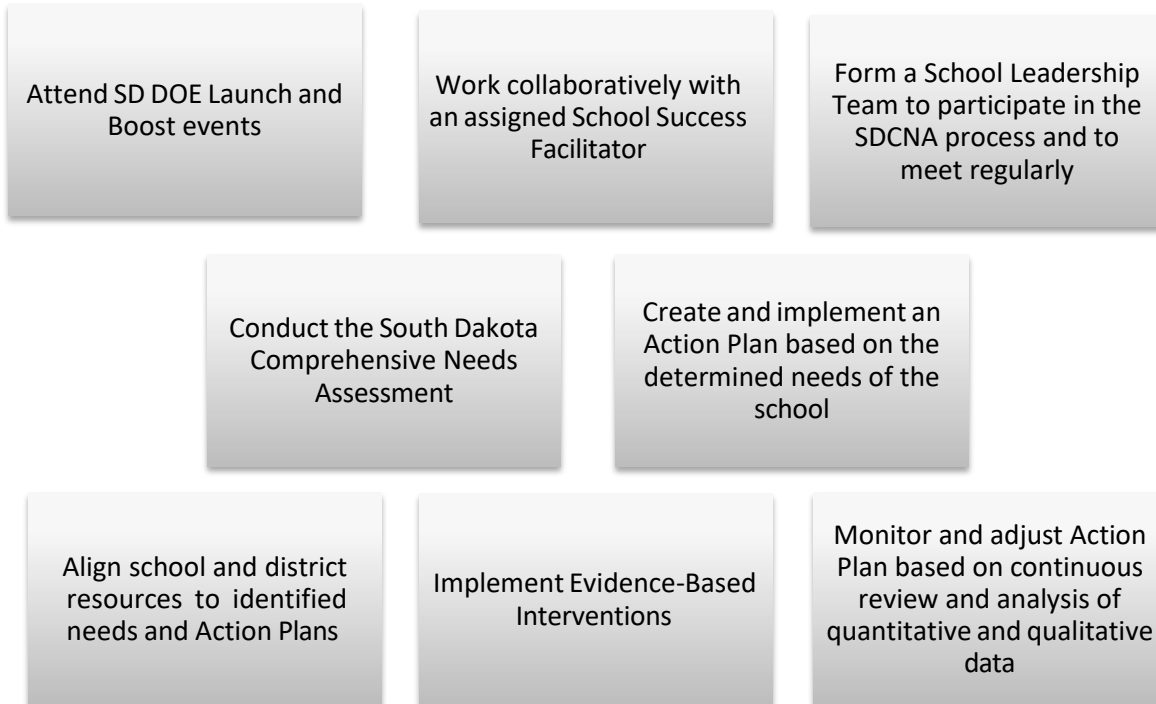 Attend SD DOE Launch and
Boost events
Work collaboratively with
an assigned School Success
Facilitator
Form a School Leadership
Team to participate in the
SDCNA process and to
meet regularly
Conduct the South Dakota
Comprehensive Needs
Assessment
Create and implement an
Action Plan based on the
determined needs of the
school
Align school and district
resources to identified
needs and Action Plans
Implement Evidence-Based
Interventions
Monitor and adjust Action
Plan based on continuous
review and analysis of
quantitative and qualitative
data